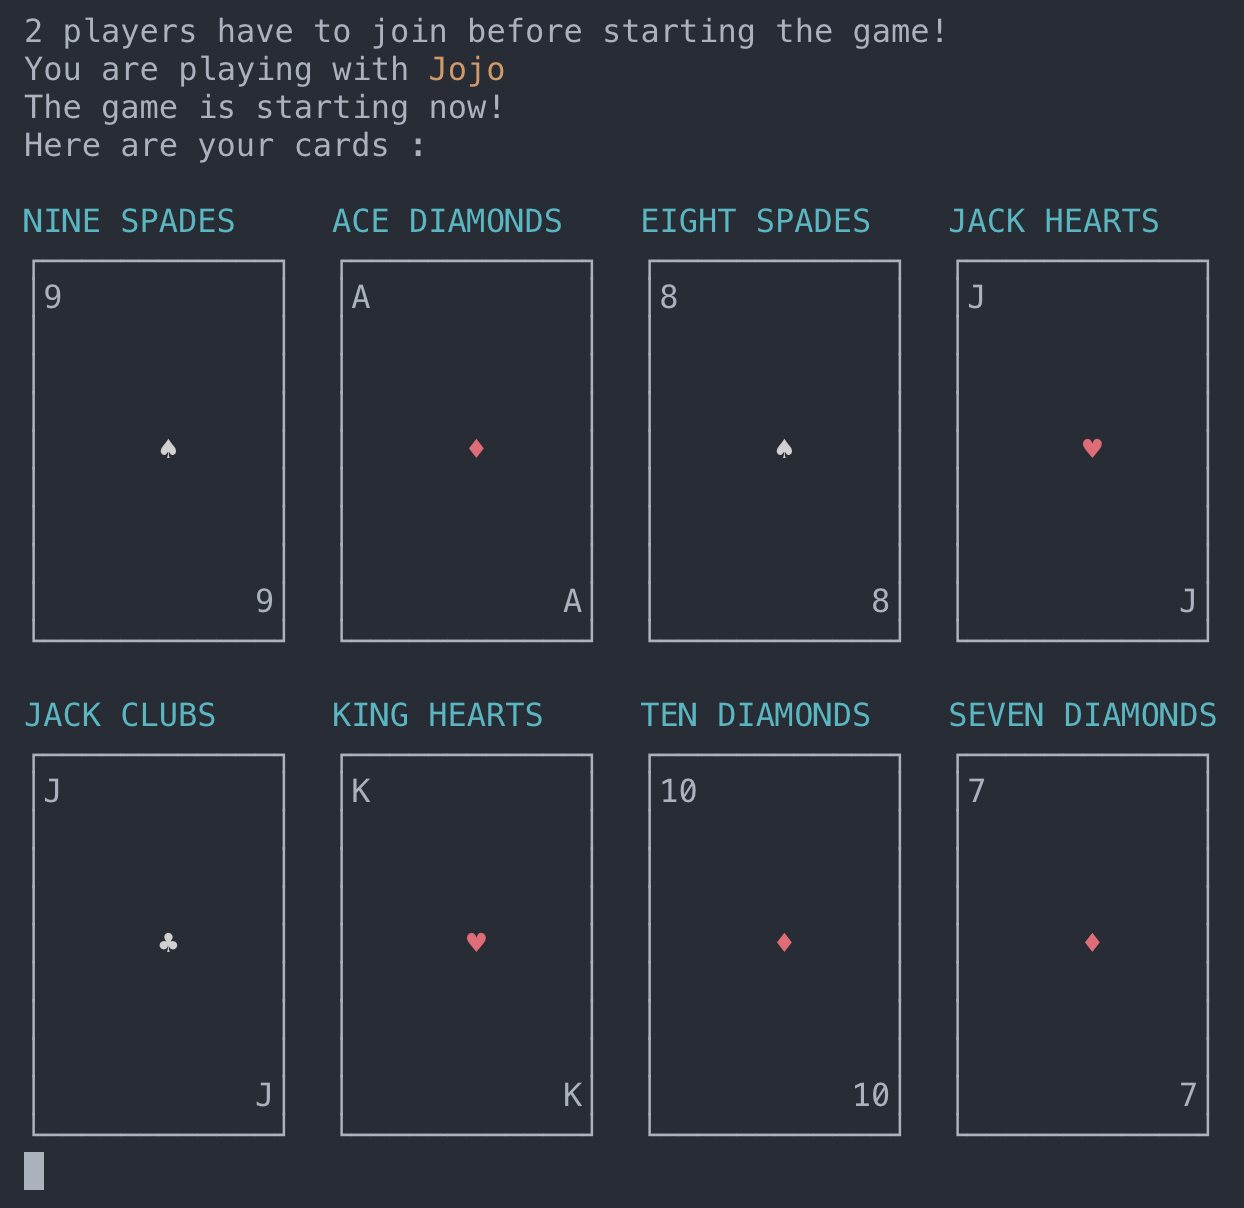 2 players have to join before starting the game!
You are playing with Jojo
The game is starting now!
Here are your cards :
NINE SPADES ACE DIAMONDS EIGHT SPADES JACK HEARTS
9 A 8 J
♠ ♦ ♠ ♥
9 A 8 J
JACK CLUBS KING HEARTS TEN DIAMONDS SEVEN DIAMONDS
J K 10 7
♣ ♥ ♦ ♦
J K 10 7